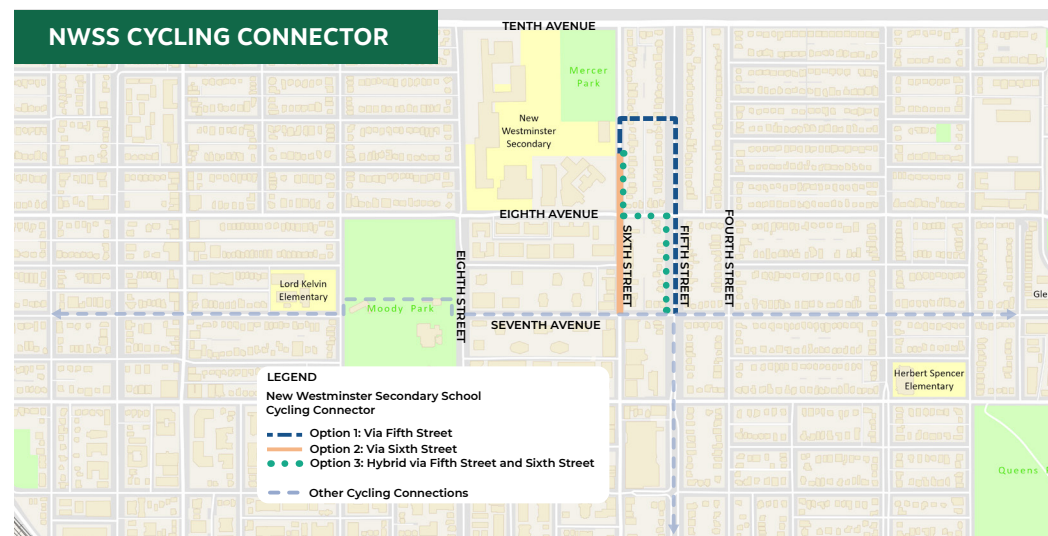 NWSS CYCLING CONNECTOR
TENTH AVENUE
Mercer
Park
New
Westminster
Secondary
EIGHTH AVENUE
EIGHTH STREET
SIXTH STREET
FIFTH STREET
FOURTH STREET
Lord Kelvin
Elementary
Moody Park
SEVENTH AVENUE
Gle
Herbert Spencer
Elementary
Queens
LEGEND
New Westminster Secondary School
Cycling Connector
Option 1: Via Fifth Street
Option 2: Via Sixth Street
Option 3: Hybrid via Fifth Street and Sixth Street
Other Cycling Connections